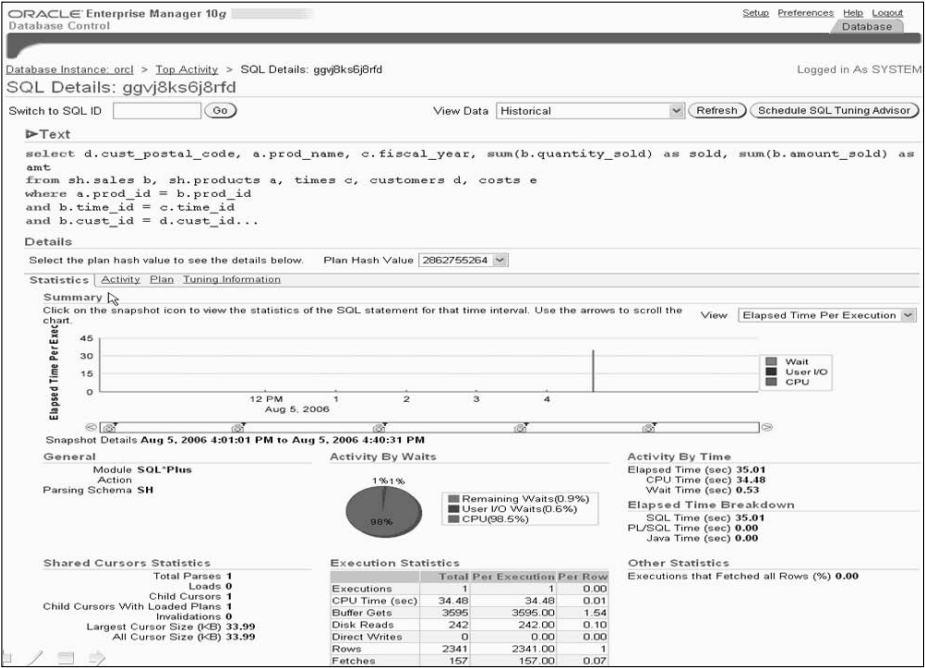 ORACLE Enterprise Manager 10g
Database Control
Setup Preferences Help Logout
Database
Database Instance: orcl > Top Activity > SQL Details: ggvj8ks6j8rfd
Logged in As SYSTEM
SQL Details: ggvj8ks6j8rfd
Switch to SQL ID Go View Data Historical Refresh Schedule SQL Tuning Advisor
Text
select d.cust_postal_code, a.prod_name, c.fiscal_year, sum(b.quantity_sold) as sold, sum(b.amount_sold) as
amt
from sh.sales b, sh.products a, times c, customers d, costs e
where a.prod_id = b.prod_id
and b.time_id = c.time_id
and b.cust_id = d.cust_id...
Details
Select the plan hash value to see the details below. Plan Hash Value 2862755264
Statistics Activity Plan Tuning Information
Summary
Click on the snapshot icon to view the statistics of the SQL statement for that time interval. Use the arrows to scroll the
chart.
View Elapsed Time Per Execution
Elapsed Time Per Exec
45
30
15
0
12 PM 1 2 3 4
Aug 5, 2006
Wait
User I/O
CPU
Snapshot Details Aug 5, 2006 4:01:01 PM to Aug 5, 2006 4:40:31 PM
General
Module SQL*Plus
Action
Parsing Schema SH
Activity By Waits
1%1%
98%
Remaining Waits(0.9%)
User I/O Waits(0.6%)
CPU(98.5%)
Activity By Time
Elapsed Time (sec) 35.01
CPU Time (sec) 34.48
Wait Time (sec) 0.53
Elapsed Time Breakdown
SQL Time (sec) 35.01
PL/SQL Time (sec) 0.00
Java Time (sec) 0.00
Shared Cursors Statistics
Total Parses 1
Loads 0
Child Cursors 1
Child Cursors With Loaded Plans 1
Invalidations 0
Largest Cursor Size (KB) 33.99
All Cursor Size (KB) 33.99
Execution Statistics
Total Per Execution Per Row
Executions 1 1 0.00
CPU Time (sec) 34.48 34.48 0.01
Buffer Gets 3595 3595.00 1.54
Disk Reads 242 242.00 0.10
Direct Writes 0 0.00 0.00
Rows 2341 2341.00 1
Fetches 157 157.00 0.07
Other Statistics
Executions that Fetched all Rows (%) 0.00